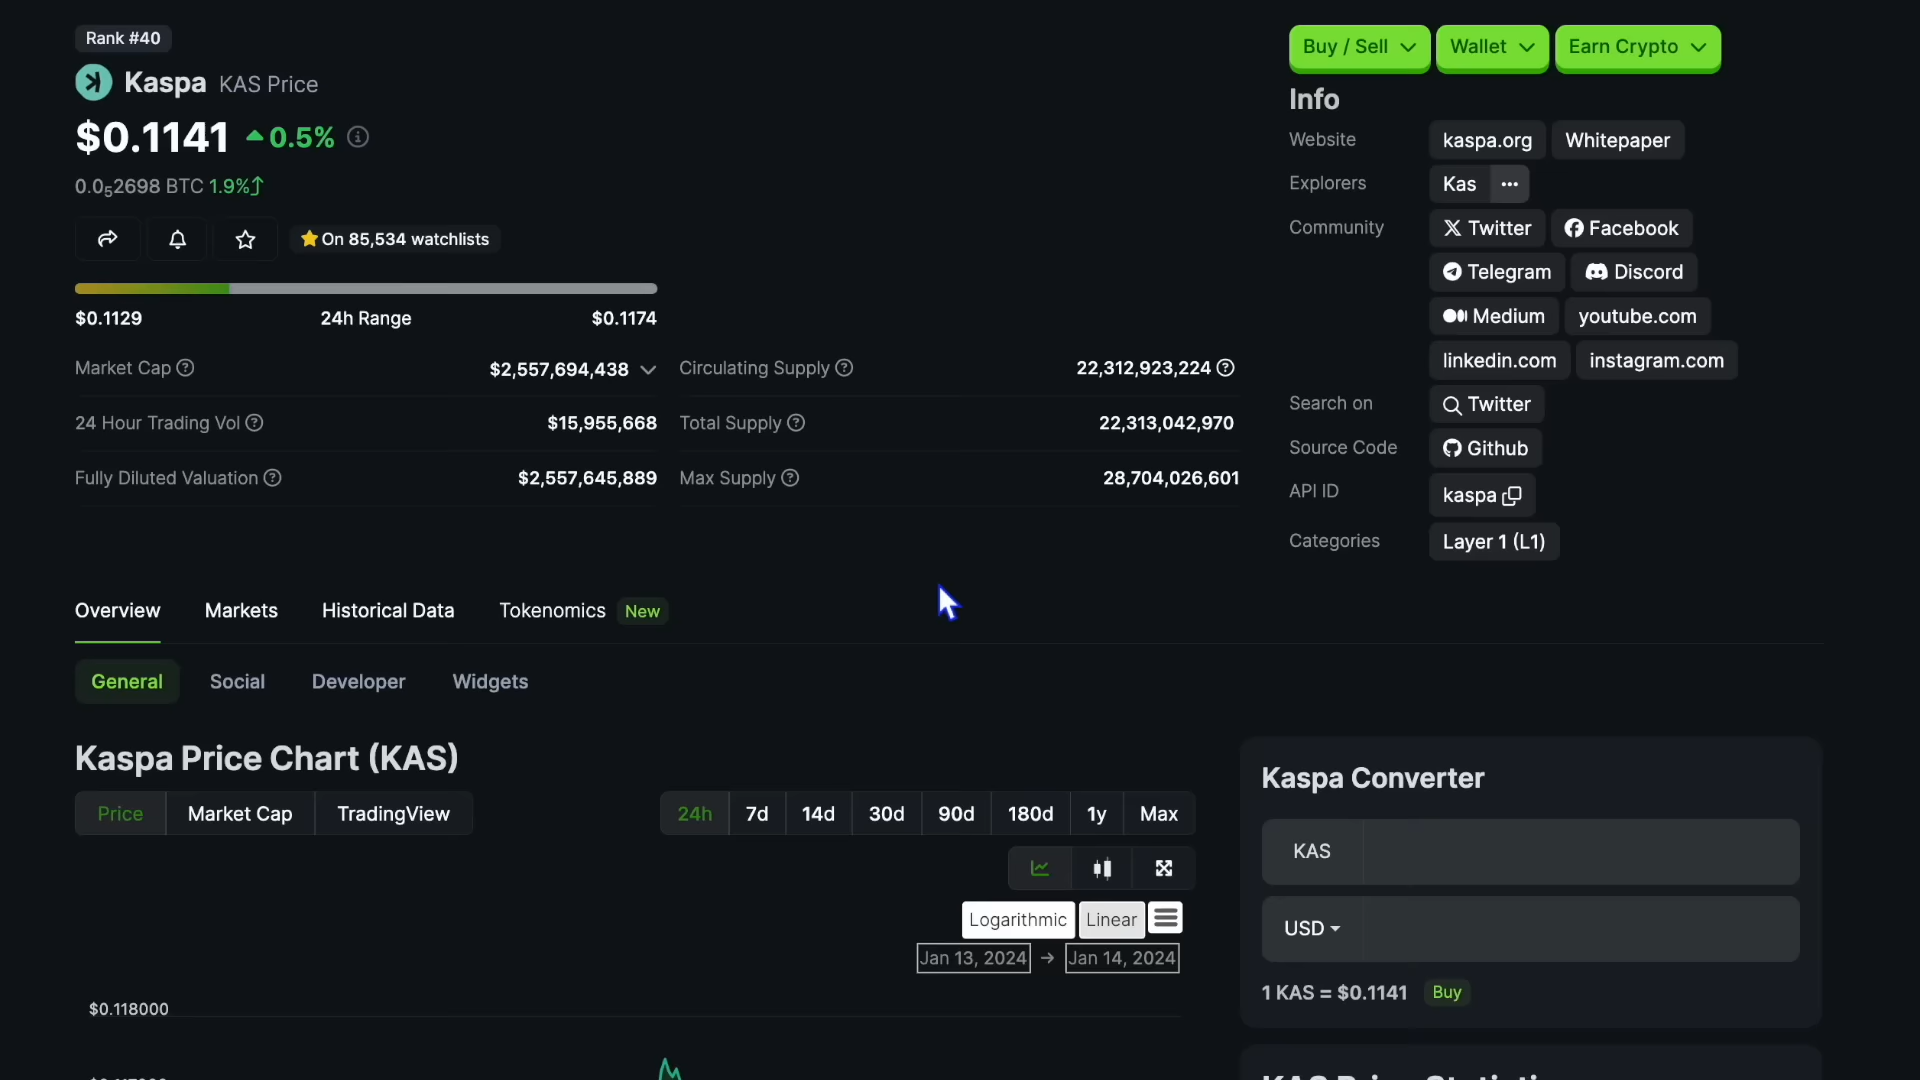 Rank #40
Kaspa KAS Price
$0.1141 0.5%
0.0₅2698 BTC 1.9%
On 85,534 watchlists
$0.1129 24h Range $0.1174
Market Cap $2,557,694,438
Circulating Supply 22,312,923,224
24 Hour Trading Vol $15,955,668
Total Supply 22,313,042,970
Fully Diluted Valuation $2,557,645,889
Max Supply 28,704,026,601
Buy / Sell Wallet Earn Crypto
Info
Website kaspa.org Whitepaper
Explorers Kas
Community Twitter Facebook
Telegram Discord
Medium youtube.com
linkedin.com instagram.com
Search on Twitter
Source Code Github
API ID kaspa
Categories Layer 1 (L1)
Overview Markets Historical Data Tokenomics New
General Social Developer Widgets
Kaspa Price Chart (KAS)
Price Market Cap TradingView
24h 7d 14d 30d 90d 180d 1y Max
Logarithmic Linear
Jan 13, 2024 → Jan 14, 2024
$0.118000
Kaspa Converter
KAS
USD
1 KAS = $0.1141 Buy